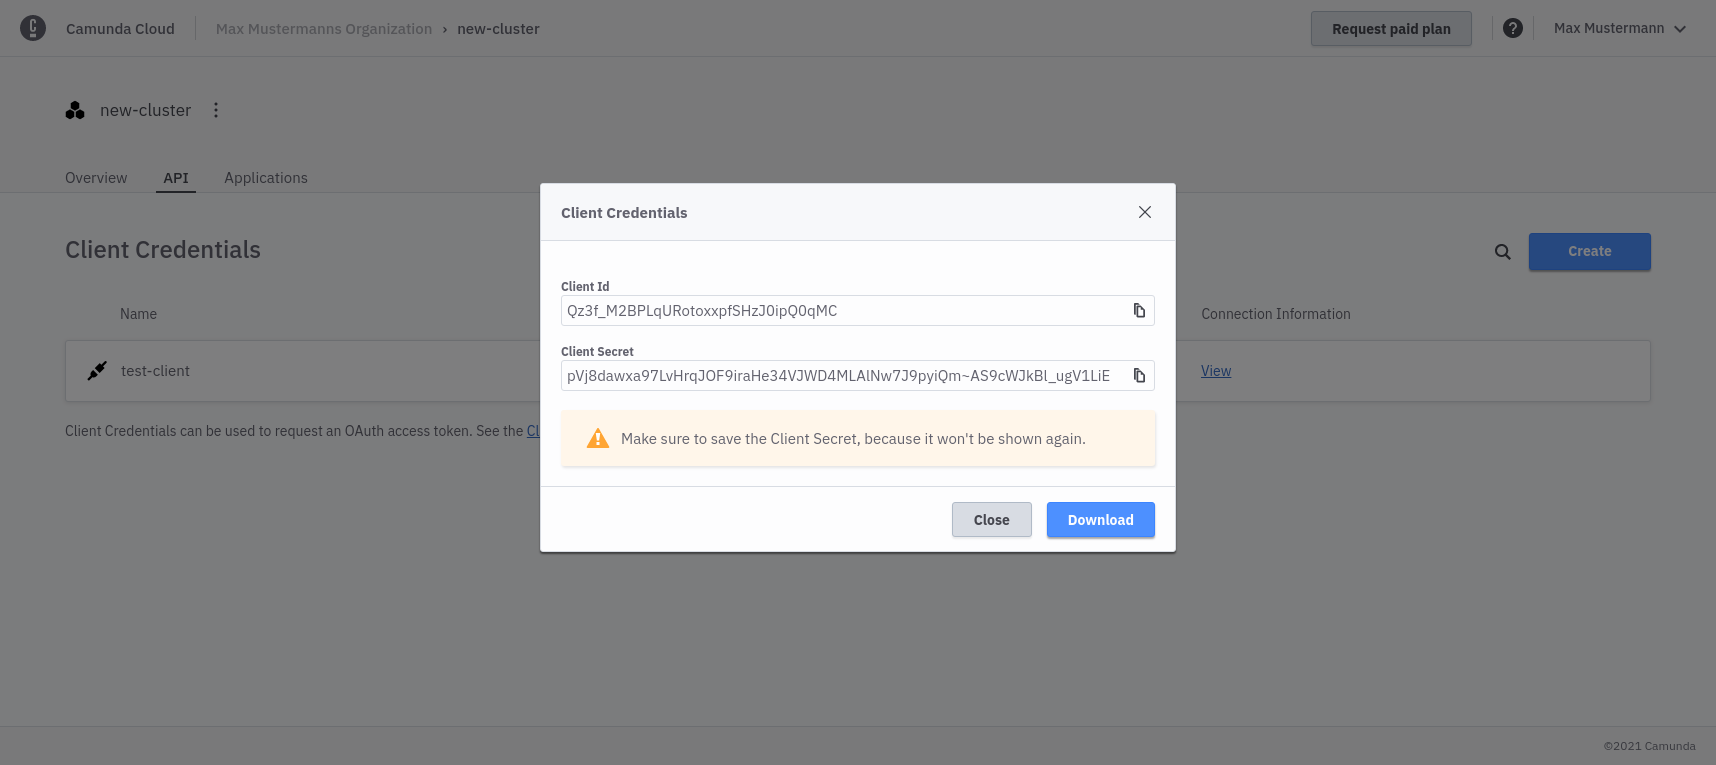 Camunda Cloud
Max Mustermanns Organization › new-cluster
Request paid plan
?
Max Mustermann
new-cluster
Overview
API
Applications
Client Credentials
Create
Name
Connection Information
test-client
View
Client Credentials can be used to request an OAuth access token. See the Cl
Client Credentials
Client Id
Qz3f_M2BPLqURotoxxpfSHzJ0ipQ0qMC
Client Secret
pVj8dawxa97LvHrqJOF9iraHe34VJWD4MLAlNw7J9pyiQm~AS9cWJkBl_ugV1LiE
Make sure to save the Client Secret, because it won't be shown again.
Close
Download
©2021 Camunda